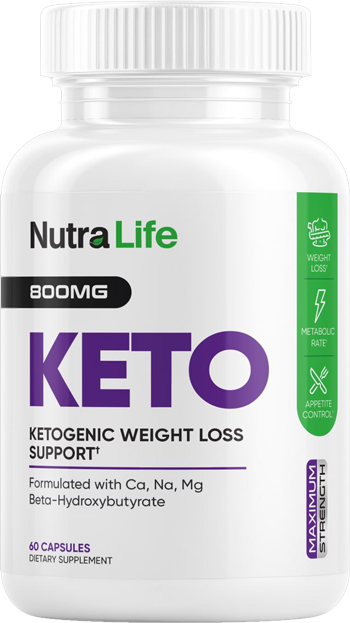 Nutra Life
800MG
KETO
KETOGENIC WEIGHT LOSS
SUPPORT†
Formulated with Ca, Na, Mg
Beta-Hydroxybutyrate
60 CAPSULES
DIETARY SUPPLEMENT
WEIGHT
LOSS†
METABOLIC
RATE†
APPETITE
CONTROL†
MAXIMUM
STRENGTH